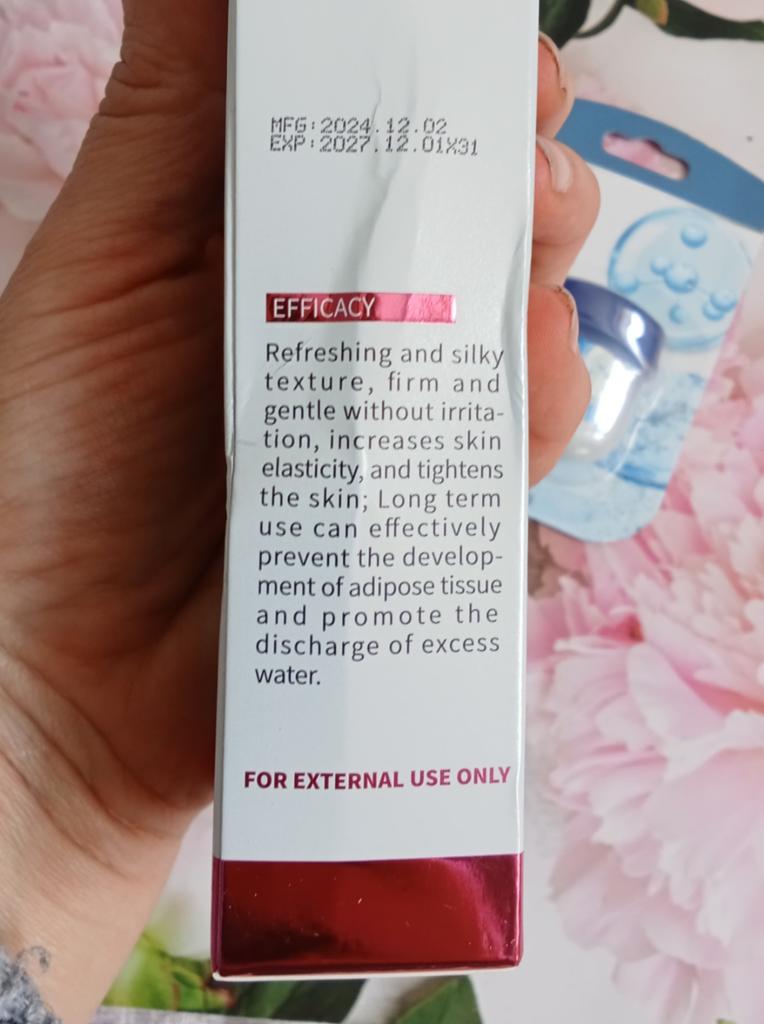 MFG:2024.12.02
EXP:2027.12.01X31
EFFICACY
Refreshing and silky
texture, firm and
gentle without irrita-
tion, increases skin
elasticity, and tightens
the skin; Long term
use can effectively
prevent the develop-
ment of adipose tissue
and promote the
discharge of excess
water.
FOR EXTERNAL USE ONLY